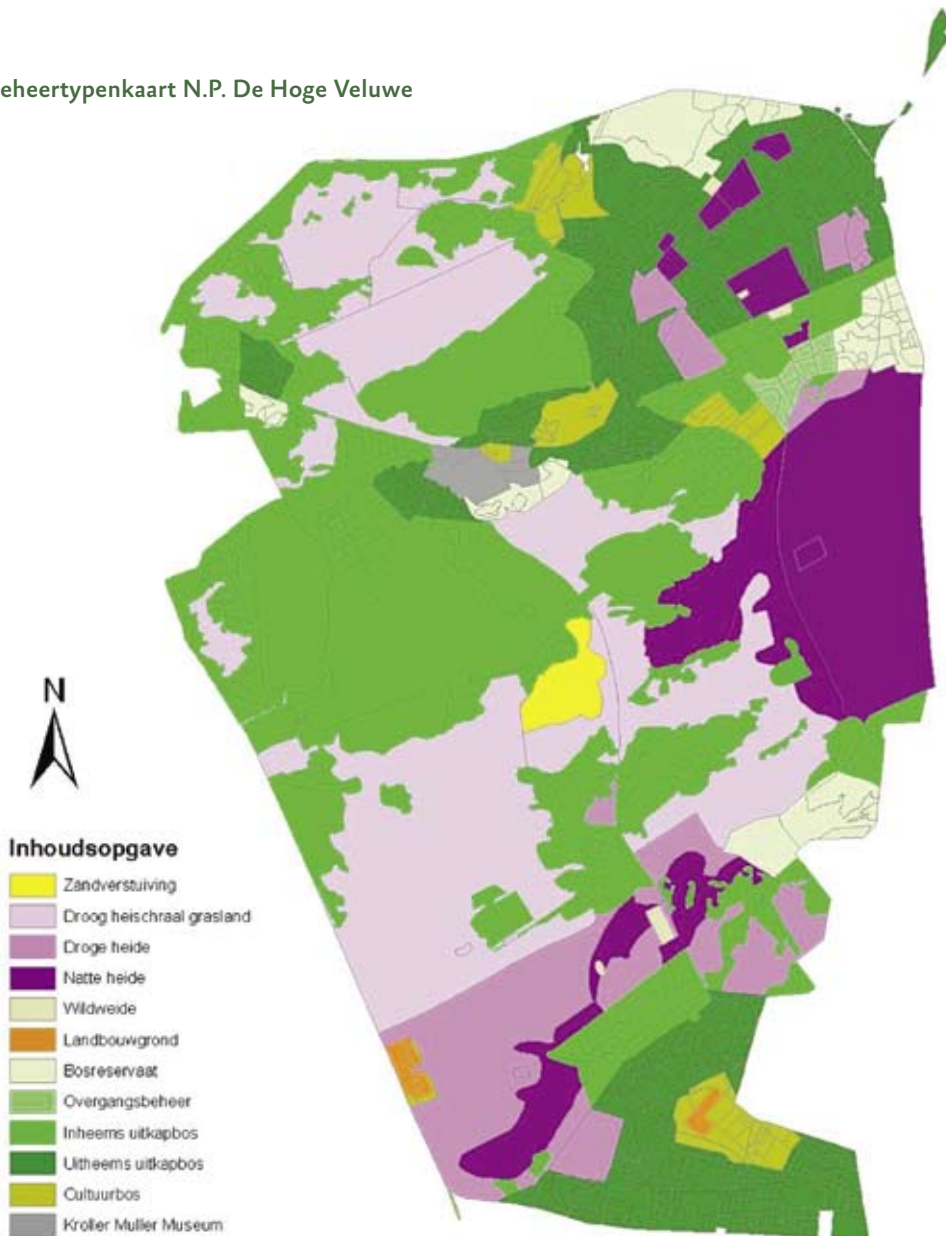 eheertypenkaart N.P. De Hoge Veluwe
N
Inhoudsopgave
Zandverstuiving
Droog heischraal grasland
Droge heide
Natte heide
Wildweide
Landbouwgrond
Bosreservaat
Overgangsbeheer
Inheems uitkapbos
Uitheems uitkapbos
Cultuurbos
Kroller Muller Museum